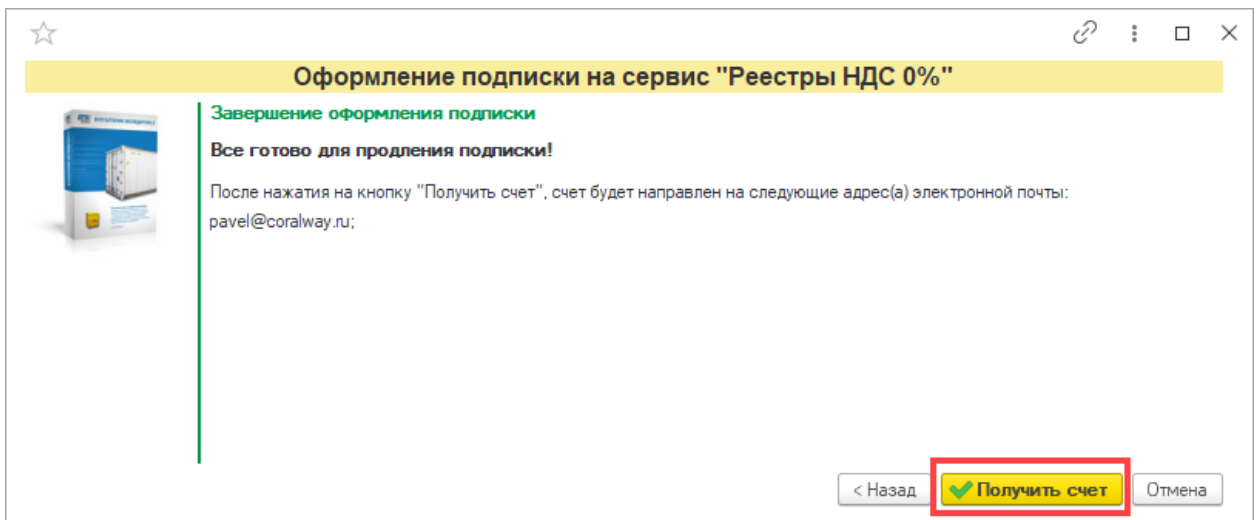 Оформление подписки на сервис "Реестры НДС 0%"
Завершение оформления подписки
Все готово для продления подписки!
После нажатия на кнопку "Получить счет", счет будет направлен на следующие адрес(а) электронной почты:
pavel@coralway.ru;
< Назад
Получить счет
Отмена